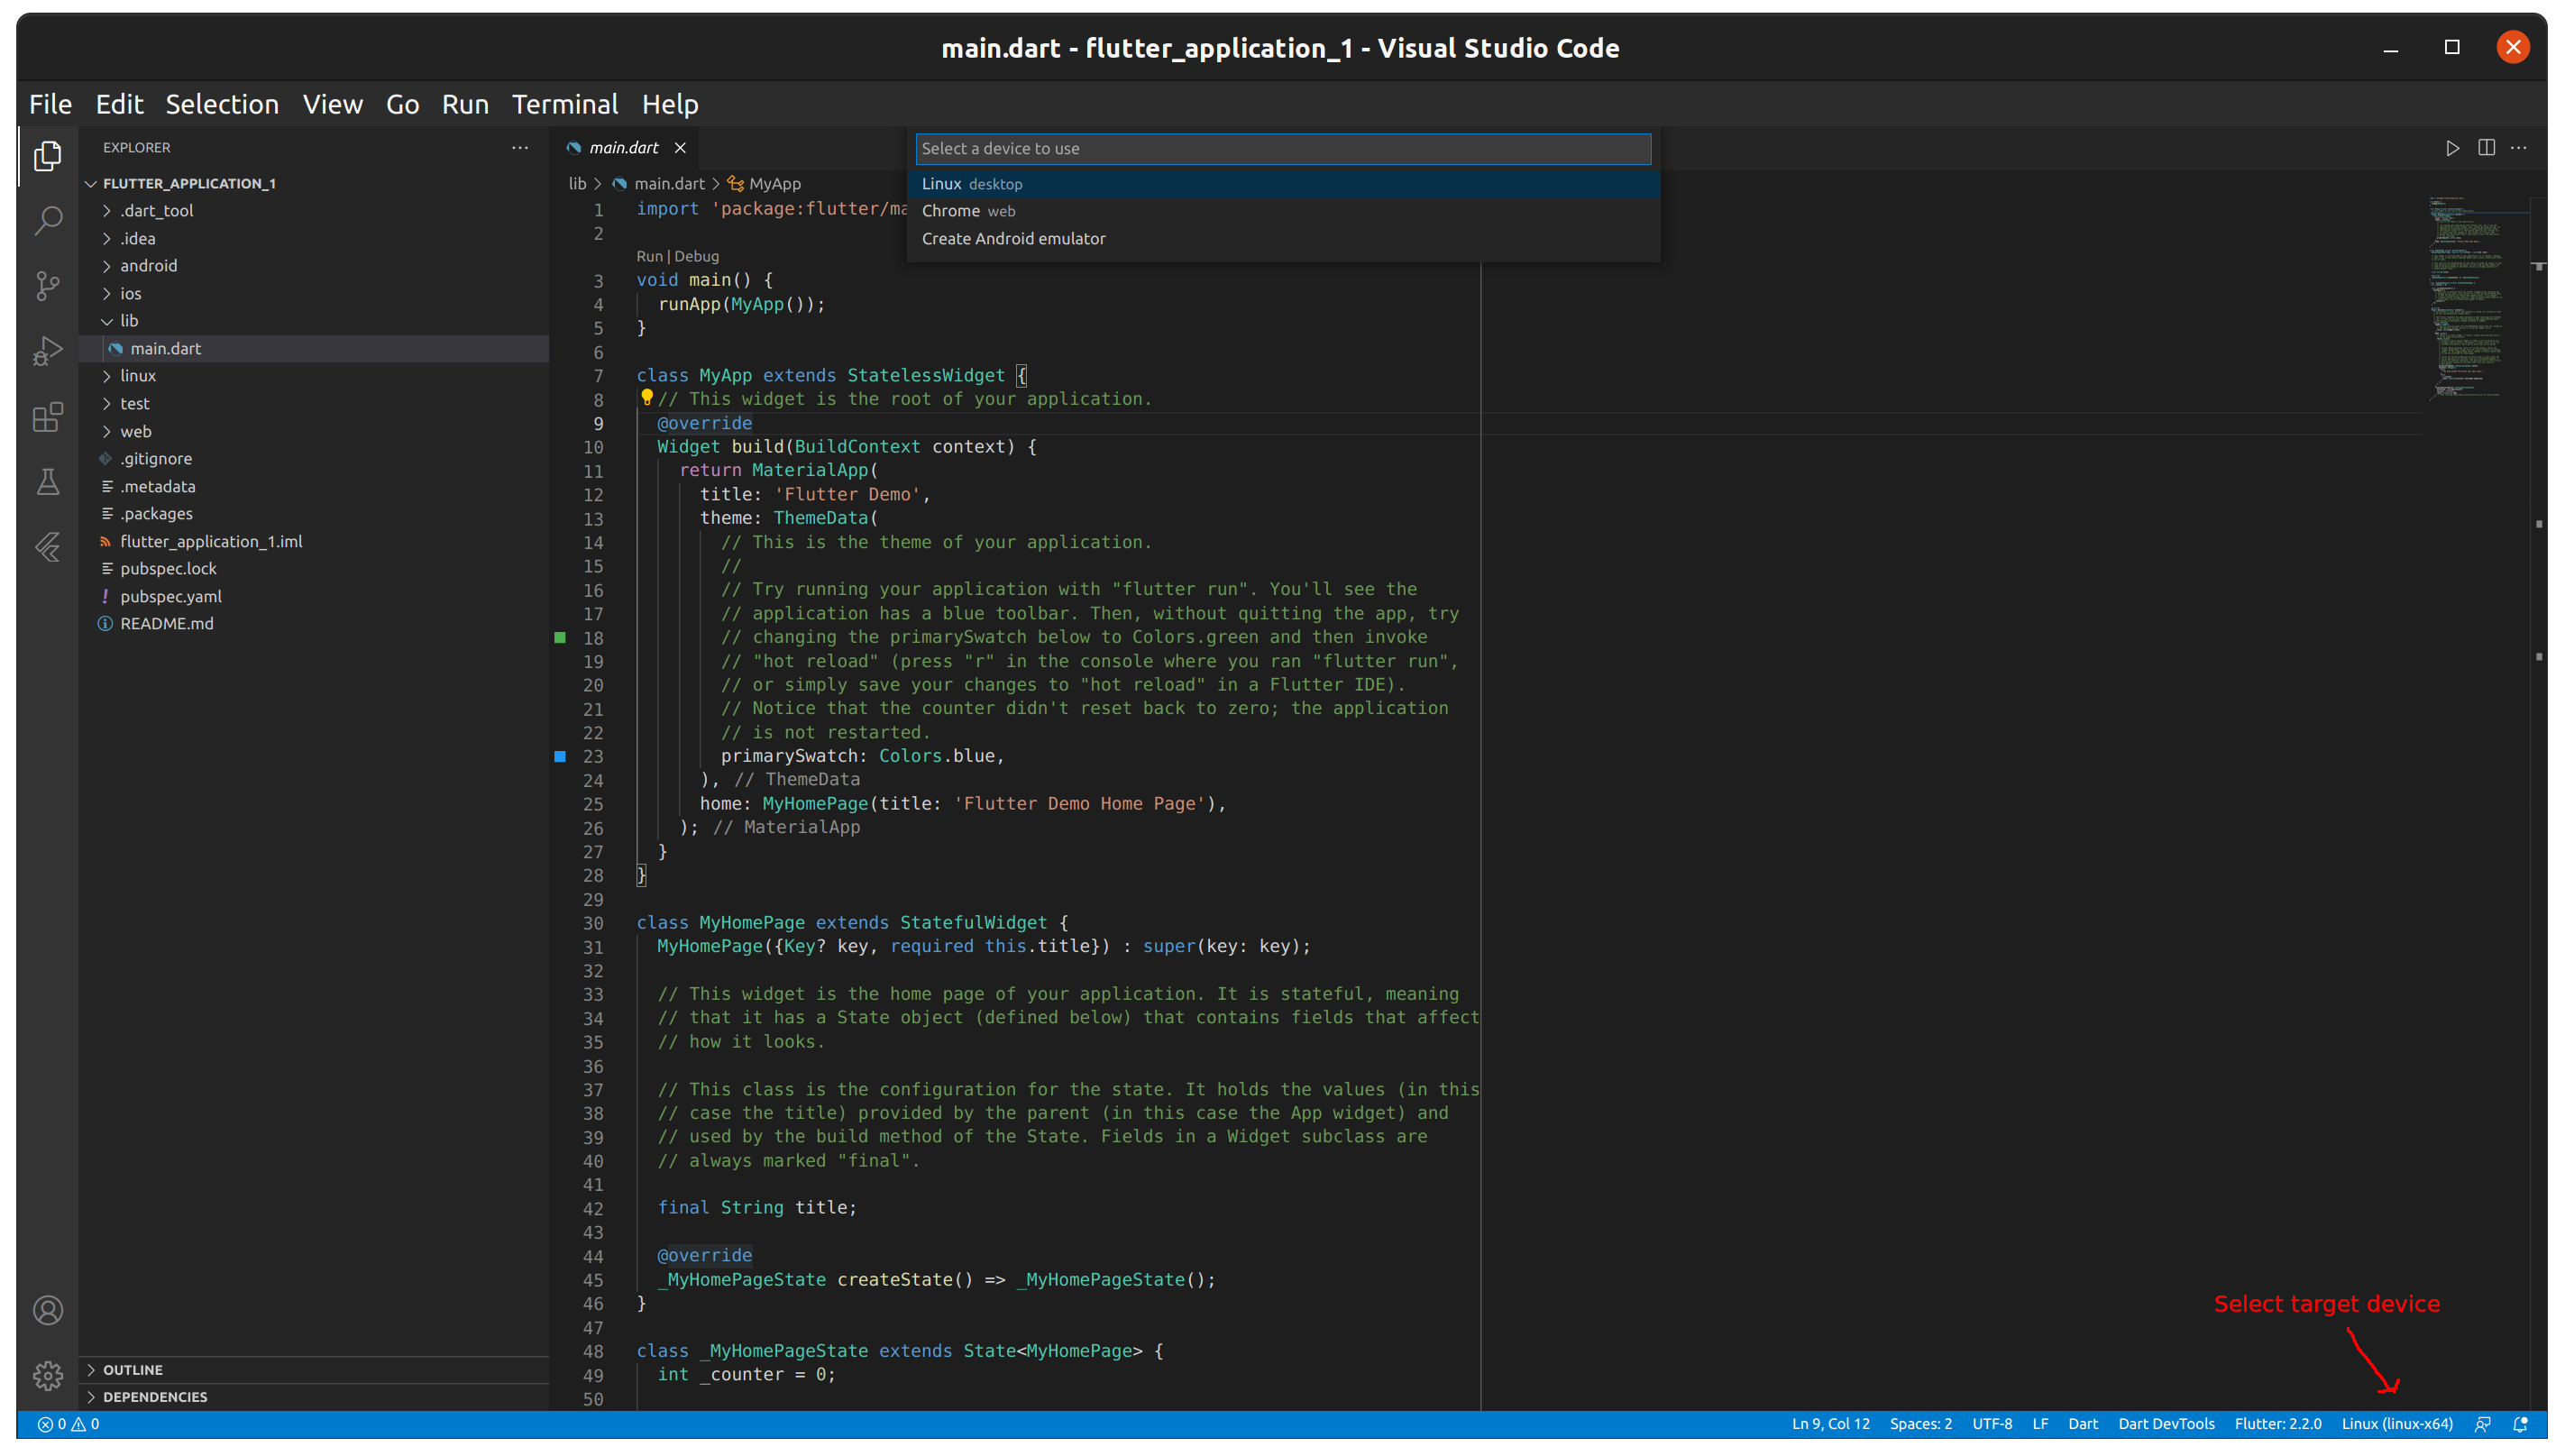 main.dart - flutter_application_1 - Visual Studio Code
File Edit Selection View Go Run Terminal Help
EXPLORER
FLUTTER_APPLICATION_1
.dart_tool
.idea
android
ios
lib
main.dart
linux
test
web
.gitignore
.metadata
.packages
flutter_application_1.iml
pubspec.lock
pubspec.yaml
README.md
OUTLINE
DEPENDENCIES
main.dart
Select a device to use
Linux desktop
Chrome web
Create Android emulator
lib > main.dart > MyApp
1 import 'package:flutter/ma
2
Run | Debug
3 void main() {
4 runApp(MyApp());
5 }
6
7 class MyApp extends StatelessWidget {
8 // This widget is the root of your application.
9 @override
10 Widget build(BuildContext context) {
11 return MaterialApp(
12 title: 'Flutter Demo',
13 theme: ThemeData(
14 // This is the theme of your application.
15 //
16 // Try running your application with "flutter run". You'll see the
17 // application has a blue toolbar. Then, without quitting the app, try
18 // changing the primarySwatch below to Colors.green and then invoke
19 // "hot reload" (press "r" in the console where you ran "flutter run",
20 // or simply save your changes to "hot reload" in a Flutter IDE).
21 // Notice that the counter didn't reset back to zero; the application
22 // is not restarted.
23 primarySwatch: Colors.blue,
24 ), // ThemeData
25 home: MyHomePage(title: 'Flutter Demo Home Page'),
26 ); // MaterialApp
27 }
28 }
29
30 class MyHomePage extends StatefulWidget {
31 MyHomePage({Key? key, required this.title}) : super(key: key);
32
33 // This widget is the home page of your application. It is stateful, meaning
34 // that it has a State object (defined below) that contains fields that affect
35 // how it looks.
36
37 // This class is the configuration for the state. It holds the values (in this
38 // case the title) provided by the parent (in this case the App widget) and
39 // used by the build method of the State. Fields in a Widget subclass are
40 // always marked "final".
41
42 final String title;
43
44 @override
45 _MyHomePageState createState() => _MyHomePageState();
46 }
47
48 class _MyHomePageState extends State<MyHomePage> {
49 int _counter = 0;
50
Select target device
0 0 Ln 9, Col 12 Spaces: 2 UTF-8 LF Dart Dart DevTools Flutter: 2.2.0 Linux (linux-x64)